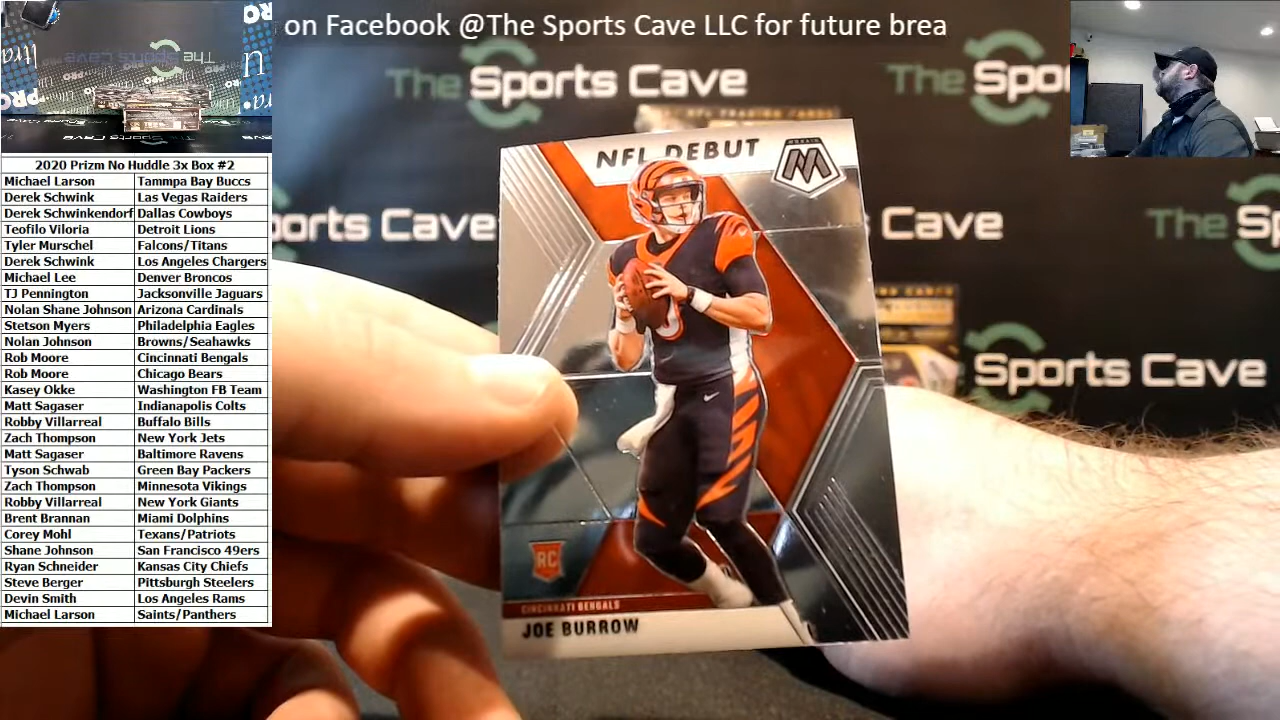 on Facebook @The Sports Cave LLC for future brea
The Sports Cave
The Spo
ports Cave
Sports Cave
The S
Sports Cave
The Sports Cave
PRO
2020 Prizm No Huddle 3x Box #2
Michael Larson Tammpa Bay Buccs
Derek Schwink Las Vegas Raiders
Derek Schwinkendorf Dallas Cowboys
Teofilo Viloria Detroit Lions
Tyler Murschel Falcons/Titans
Derek Schwink Los Angeles Chargers
Michael Lee Denver Broncos
TJ Pennington Jacksonville Jaguars
Nolan Shane Johnson Arizona Cardinals
Stetson Myers Philadelphia Eagles
Nolan Johnson Browns/Seahawks
Rob Moore Cincinnati Bengals
Rob Moore Chicago Bears
Kasey Okke Washington FB Team
Matt Sagaser Indianapolis Colts
Robby Villarreal Buffalo Bills
Zach Thompson New York Jets
Matt Sagaser Baltimore Ravens
Tyson Schwab Green Bay Packers
Zach Thompson Minnesota Vikings
Robby Villarreal New York Giants
Brent Brannan Miami Dolphins
Corey Mohl Texans/Patriots
Shane Johnson San Francisco 49ers
Ryan Schneider Kansas City Chiefs
Steve Berger Pittsburgh Steelers
Devin Smith Los Angeles Rams
Michael Larson Saints/Panthers
NFL DEBUT
MOSAIC
M
RC
CINCINNATI BENGALS
JOE BURROW